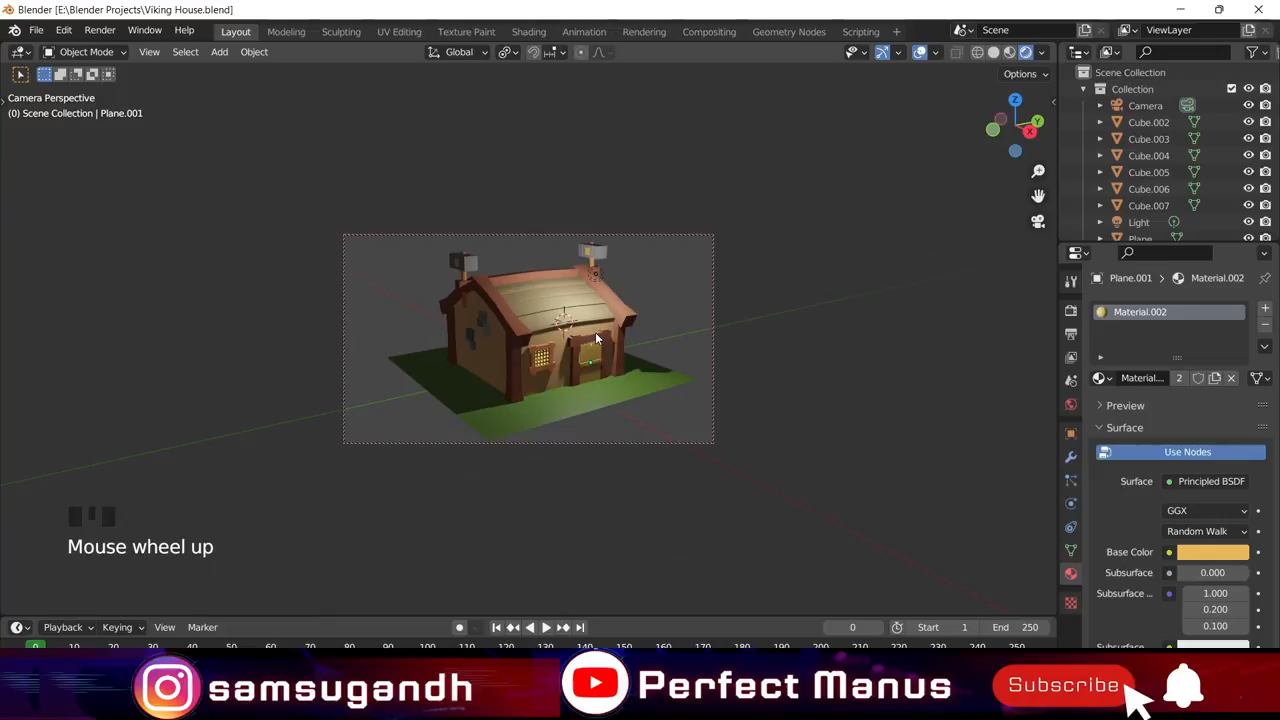 Blender [E:\Blender Projects\Viking House.blend]
File Edit Render Window Help Layout Modeling Sculpting UV Editing Texture Paint Shading Animation Rendering Compositing Geometry Nodes Scripting + Scene ViewLayer
Object Mode View Select Add Object Global
Options
Camera Perspective
(0) Scene Collection | Plane.001
Z
Y
X
Scene Collection
Collection
Camera
Cube.002
Cube.003
Cube.004
Cube.005
Cube.006
Cube.007
Light
Plane
Plane.001 > Material.002
Material.002
Material.... 2
Preview
Surface
Use Nodes
Surface Principled BSDF
GGX
Random Walk
Base Color
Subsurface 0.000
Subsurface ... 1.000
0.200
0.100
Mouse wheel up
Playback Keying View Marker 0 Start 1 End 250
samsugandh Perfect Manus Subscribe